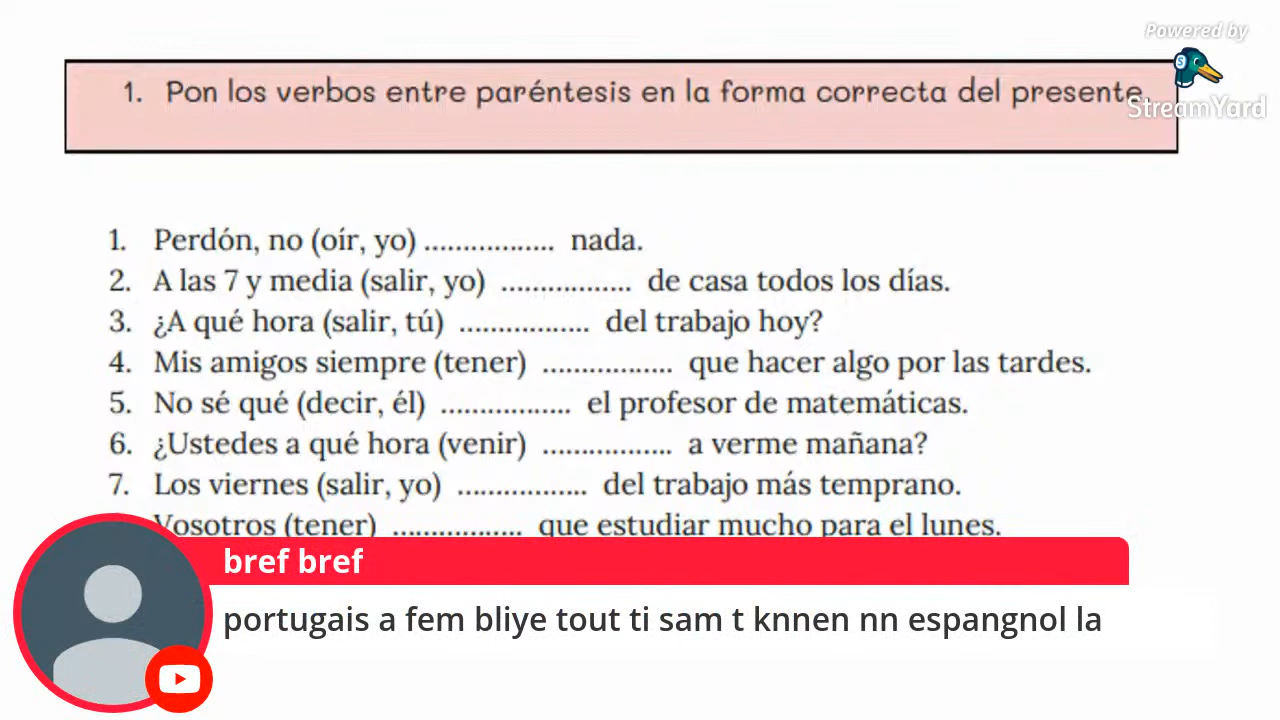 Powered by
StreamYard
1. Pon los verbos entre paréntesis en la forma correcta del presente.
1. Perdón, no (oír, yo) ................. nada.
2. A las 7 y media (salir, yo) ................. de casa todos los días.
3. ¿A qué hora (salir, tú) ................. del trabajo hoy?
4. Mis amigos siempre (tener) ................. que hacer algo por las tardes.
5. No sé qué (decir, él) ................. el profesor de matemáticas.
6. ¿Ustedes a qué hora (venir) ................. a verme mañana?
7. Los viernes (salir, yo) ................. del trabajo más temprano.
Vosotros (tener) ................. que estudiar mucho para el lunes.
bref bref
portugais a fem bliye tout ti sam t knnen nn espangnol la